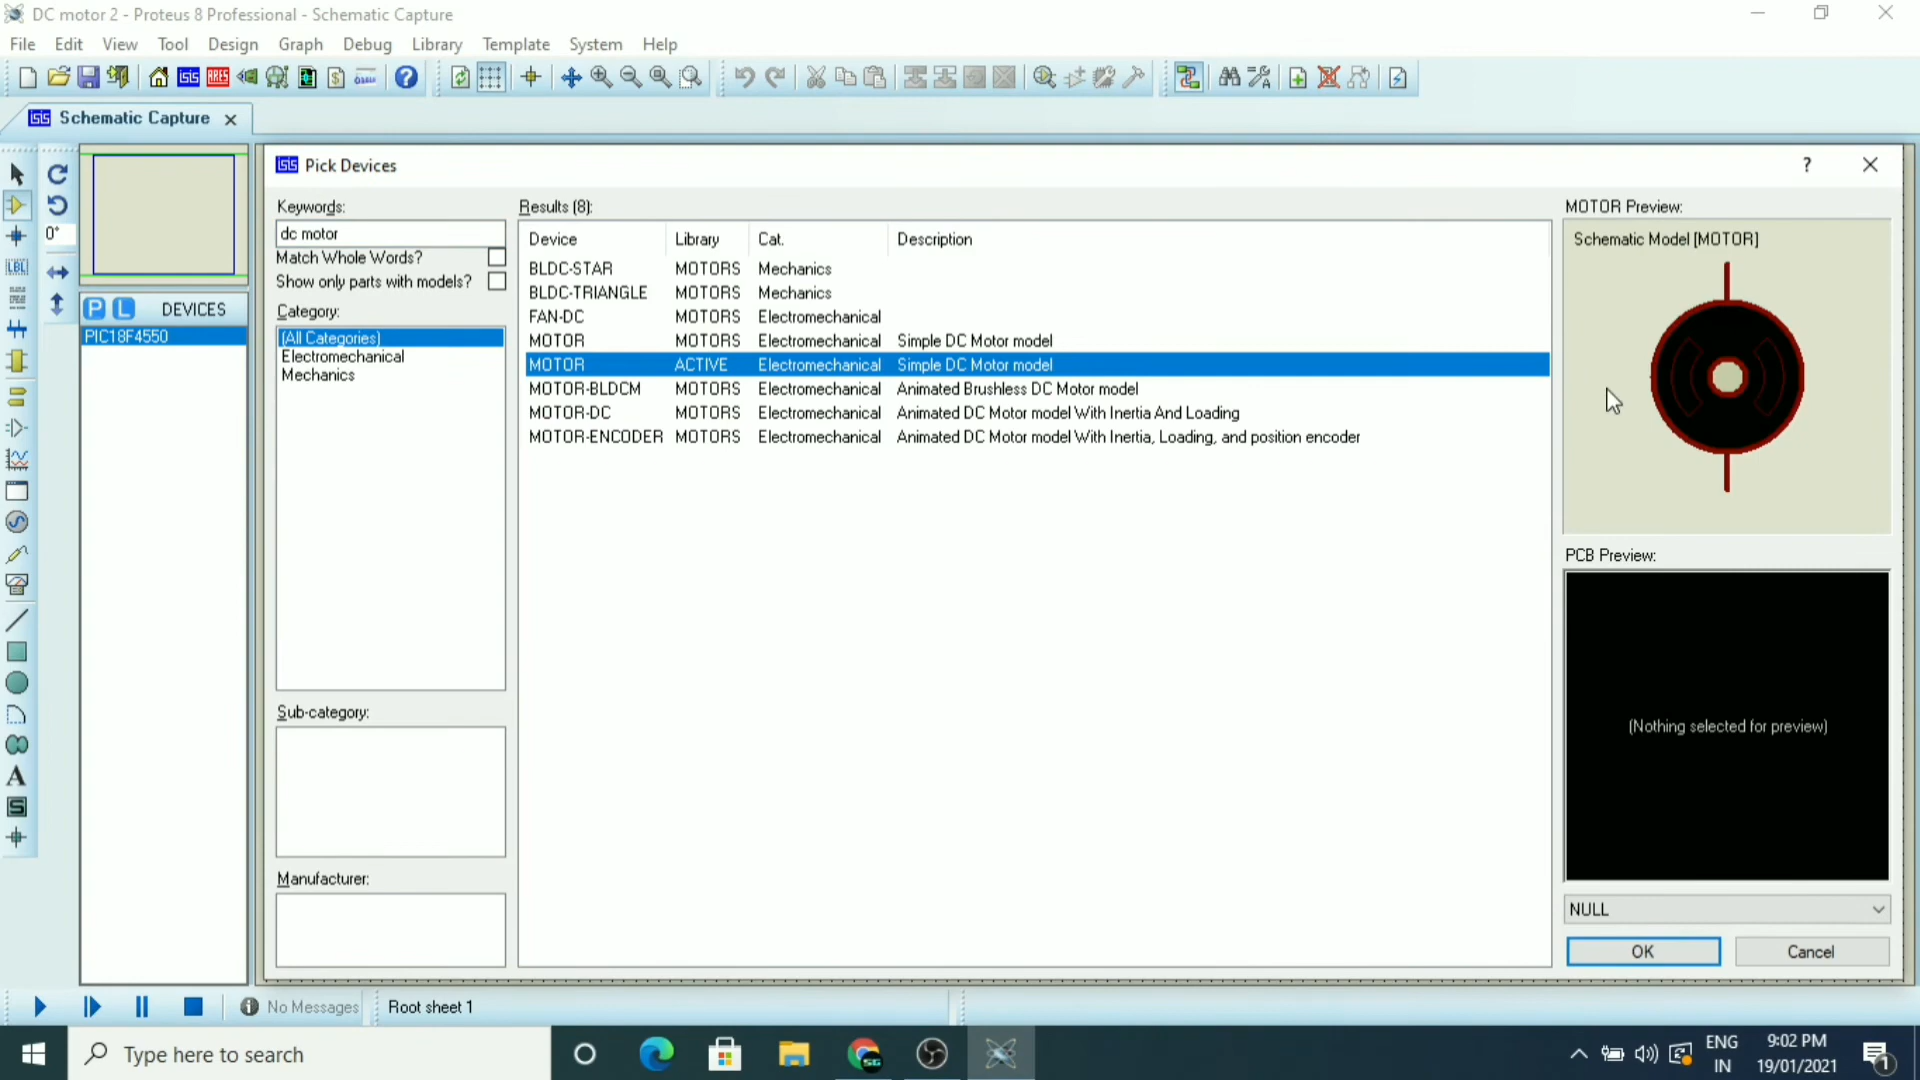 DC motor 2 - Proteus 8 Professional - Schematic Capture
File Edit View Tool Design Graph Debug Library Template System Help
Schematic Capture
Pick Devices
Keywords:
dc motor
Match Whole Words?
Show only parts with models?
Category:
(All Categories)
Electromechanical
Mechanics
Sub-category:
Manufacturer:
Results (8):
Device Library Cat. Description
BLDC-STAR MOTORS Mechanics
BLDC-TRIANGLE MOTORS Mechanics
FAN-DC MOTORS Electromechanical
MOTOR MOTORS Electromechanical Simple DC Motor model
MOTOR ACTIVE Electromechanical Simple DC Motor model
MOTOR-BLDCM MOTORS Electromechanical Animated Brushless DC Motor model
MOTOR-DC MOTORS Electromechanical Animated DC Motor model With Inertia And Loading
MOTOR-ENCODER MOTORS Electromechanical Animated DC Motor model With Inertia, Loading, and position encoder
MOTOR Preview:
Schematic Model [MOTOR]
PCB Preview:
(Nothing selected for preview)
NULL
OK Cancel
0°
LBL
P L DEVICES
PIC18F4550
A
S
No Messages Root sheet 1
Type here to search
ENG
IN
9:02 PM
19/01/2021
1